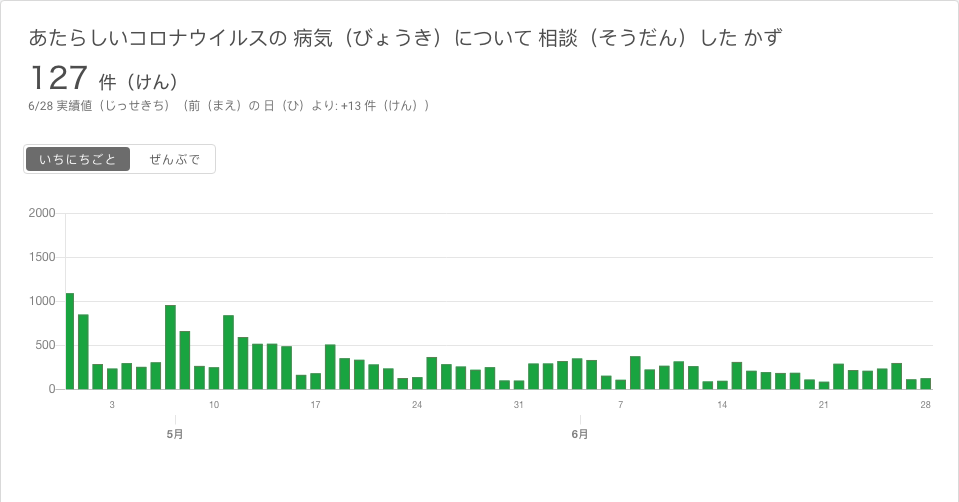 あたらしいコロナウイルスの 病気（びょうき）について 相談（そうだん）した かず
127 件（けん）
6/28 実績値（じっせきち）（前（まえ）の 日（ひ）より: +13 件（けん））
いちにちごと ぜんぶで
2000
1500
1000
500
0
3 10 17 24 31 7 14 21 28
5月 6月